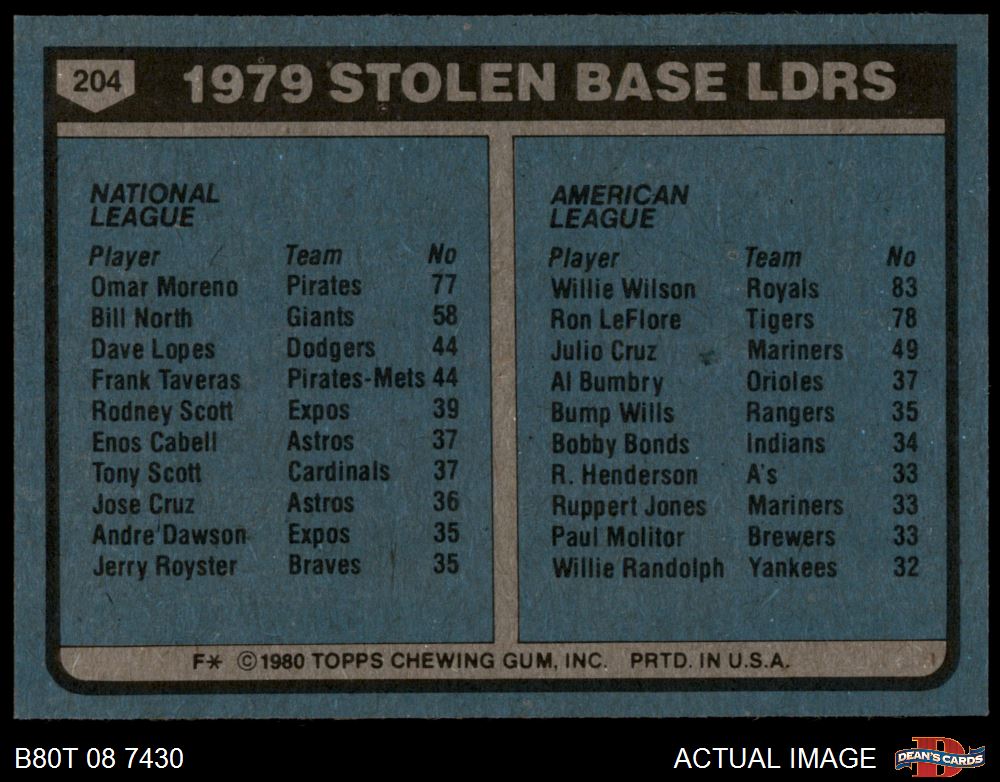 204 1979 STOLEN BASE LDRS
NATIONAL
LEAGUE
Player Team No
Omar Moreno Pirates 77
Bill North Giants 58
Dave Lopes Dodgers 44
Frank Taveras Pirates-Mets 44
Rodney Scott Expos 39
Enos Cabell Astros 37
Tony Scott Cardinals 37
Jose Cruz Astros 36
Andre Dawson Expos 35
Jerry Royster Braves 35
AMERICAN
LEAGUE
Player Team No
Willie Wilson Royals 83
Ron LeFlore Tigers 78
Julio Cruz Mariners 49
Al Bumbry Orioles 37
Bump Wills Rangers 35
Bobby Bonds Indians 34
R. Henderson A's 33
Ruppert Jones Mariners 33
Paul Molitor Brewers 33
Willie Randolph Yankees 32
F* ©1980 TOPPS CHEWING GUM, INC. PRTD. IN U.S.A.
B80T 08 7430 ACTUAL IMAGE D DEAN'S CARDS